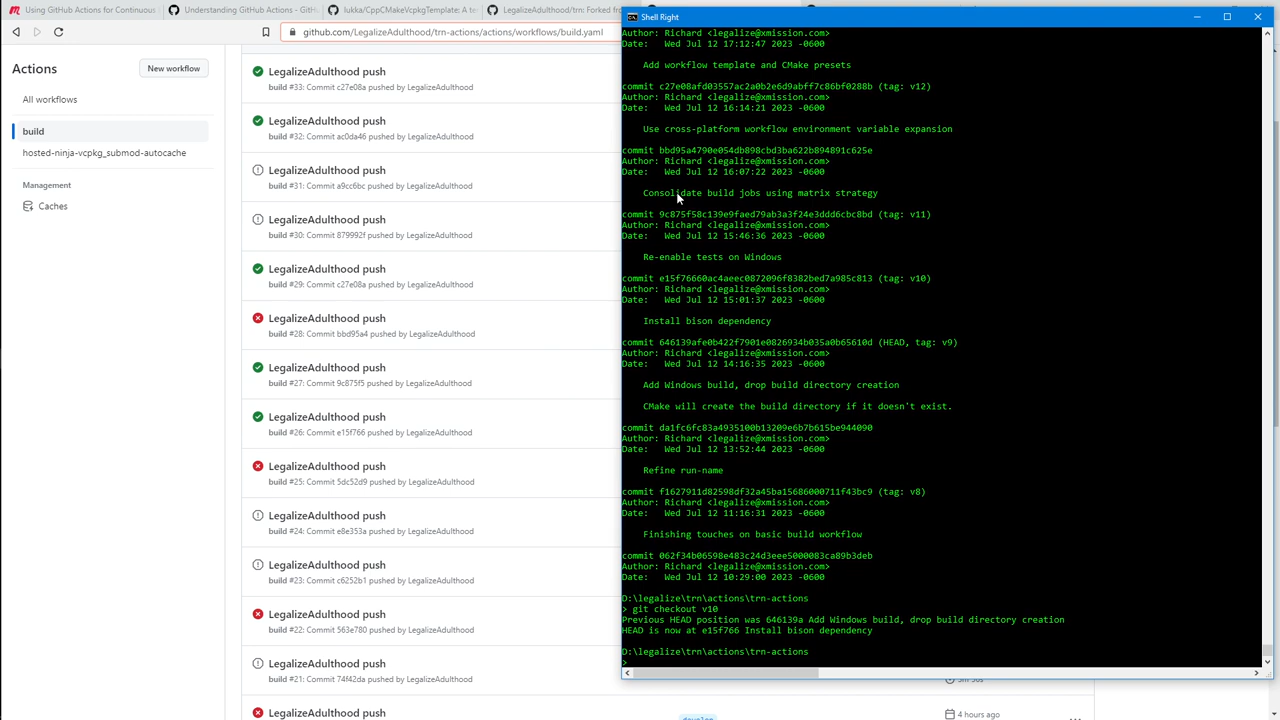 Using GitHub Actions for Continuous
Understanding GitHub Actions - GitH
lukka/CppCMakeVcpkgTemplate: A te
LegalizeAdulthood/trn: Forked fro
github.com/LegalizeAdulthood/trn-actions/actions/workflows/build.yaml
Actions
New workflow
All workflows
build
hosted-ninja-vcpkg_submod-autocache
Management
Caches
LegalizeAdulthood push
build #33: Commit c27e08a pushed by LegalizeAdulthood
LegalizeAdulthood push
build #32: Commit ac0da46 pushed by LegalizeAdulthood
LegalizeAdulthood push
build #31: Commit a9cc6bc pushed by LegalizeAdulthood
LegalizeAdulthood push
build #30: Commit 879992f pushed by LegalizeAdulthood
LegalizeAdulthood push
build #29: Commit c27e08a pushed by LegalizeAdulthood
LegalizeAdulthood push
build #28: Commit bbd95a4 pushed by LegalizeAdulthood
LegalizeAdulthood push
build #27: Commit 9c875f5 pushed by LegalizeAdulthood
LegalizeAdulthood push
build #26: Commit e15f766 pushed by LegalizeAdulthood
LegalizeAdulthood push
build #25: Commit 5dc52d9 pushed by LegalizeAdulthood
LegalizeAdulthood push
build #24: Commit e8e353a pushed by LegalizeAdulthood
LegalizeAdulthood push
build #23: Commit c6252b1 pushed by LegalizeAdulthood
LegalizeAdulthood push
build #22: Commit 563e780 pushed by LegalizeAdulthood
LegalizeAdulthood push
build #21: Commit 74f42da pushed by LegalizeAdulthood
LegalizeAdulthood push
develop
4 hours ago
Shell Right
Author: Richard <legalize@xmission.com>
Date:   Wed Jul 12 17:12:47 2023 -0600
Add workflow template and CMake presets
commit c27e08afd03557ac2a0b2e6d9abff7c86bf0288b (tag: v12)
Author: Richard <legalize@xmission.com>
Date:   Wed Jul 12 16:14:21 2023 -0600
Use cross-platform workflow environment variable expansion
commit bbd95a4790e054db898cbd3ba622b894891c625e
Author: Richard <legalize@xmission.com>
Date:   Wed Jul 12 16:07:22 2023 -0600
Consolidate build jobs using matrix strategy
commit 9c875f58c139e9faed79ab3a3f24e3ddd6cbc8bd (tag: v11)
Author: Richard <legalize@xmission.com>
Date:   Wed Jul 12 15:46:36 2023 -0600
Re-enable tests on Windows
commit e15f76660ac4aeec0872096f8382bed7a985c813 (tag: v10)
Author: Richard <legalize@xmission.com>
Date:   Wed Jul 12 15:01:37 2023 -0600
Install bison dependency
commit 646139afe0b422f7901e0826934b035a0b65610d (HEAD, tag: v9)
Author: Richard <legalize@xmission.com>
Date:   Wed Jul 12 14:16:35 2023 -0600
Add Windows build, drop build directory creation
CMake will create the build directory if it doesn't exist.
commit da1fc6fc83a4935100b13209e6b7b615be944090
Author: Richard <legalize@xmission.com>
Date:   Wed Jul 12 13:52:44 2023 -0600
Refine run-name
commit f1627911d82598df32a45ba15686000711f43bc9 (tag: v8)
Author: Richard <legalize@xmission.com>
Date:   Wed Jul 12 11:16:31 2023 -0600
Finishing touches on basic build workflow
commit 062f34b06598e483c24d3eee5000083ca89b3deb
Author: Richard <legalize@xmission.com>
Date:   Wed Jul 12 10:29:00 2023 -0600
D:\legalize\trn\actions\trn-actions
> git checkout v10
Previous HEAD position was 646139a Add Windows build, drop build directory creation
HEAD is now at e15f766 Install bison dependency
D:\legalize\trn\actions\trn-actions
>